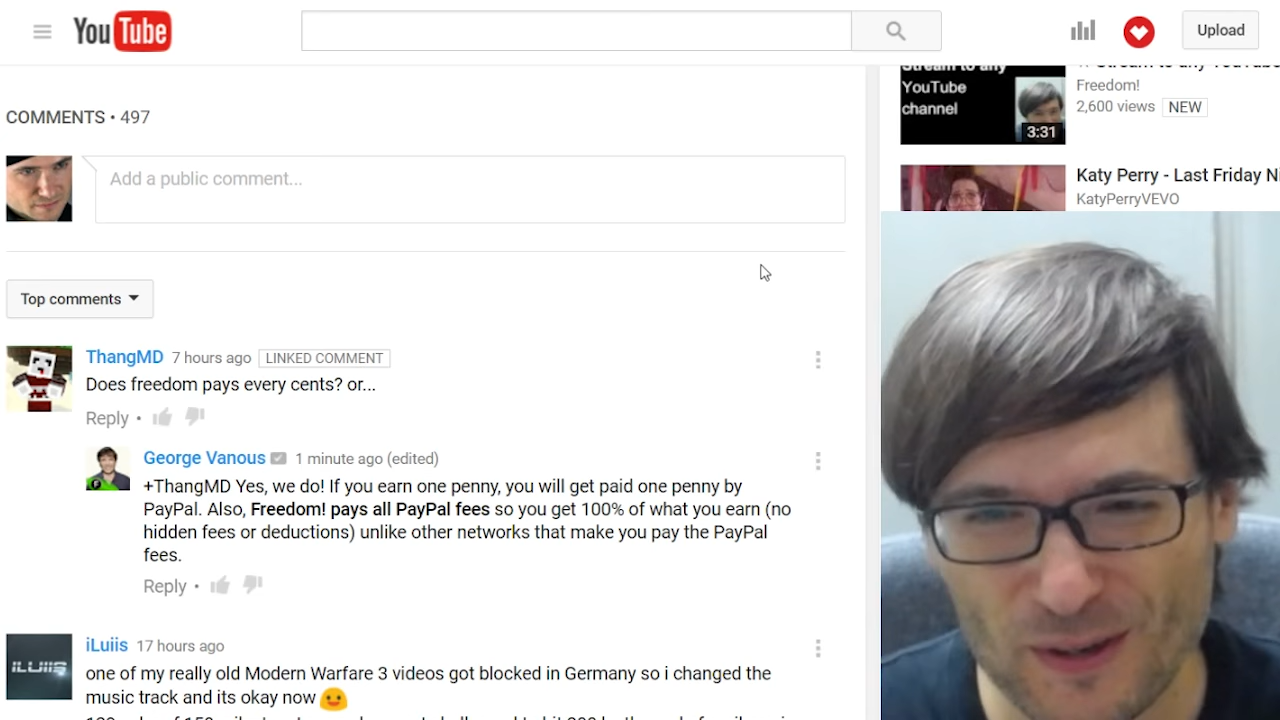 YouTube
Upload
COMMENTS • 497
Add a public comment...
Top comments
ThangMD 7 hours ago LINKED COMMENT
Does freedom pays every cents? or...
Reply •
George Vanous 1 minute ago (edited)
+ThangMD Yes, we do! If you earn one penny, you will get paid one penny by
PayPal. Also, Freedom! pays all PayPal fees so you get 100% of what you earn (no
hidden fees or deductions) unlike other networks that make you pay the PayPal
fees.
Reply •
iLUIIS
iLuiis 17 hours ago
one of my really old Modern Warfare 3 videos got blocked in Germany so i changed the
music track and its okay now
Stream to any
YouTube
channel
3:31
Stream to any YouTube
Freedom!
2,600 views NEW
Katy Perry - Last Friday Ni
KatyPerryVEVO